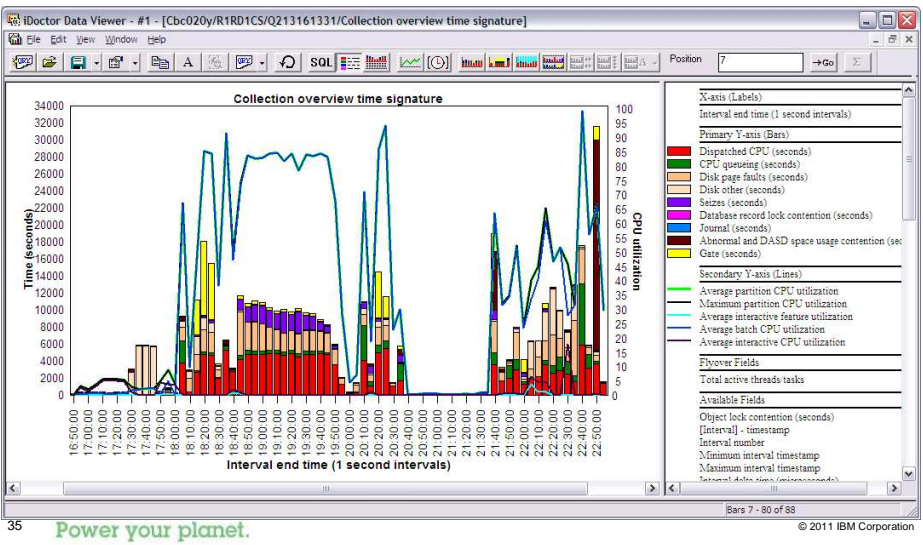 iDoctor Data Viewer - #1 - [Cbc020y/R1RD1CS/Q213161331/Collection overview time signature]
File Edit View Window Help
QRY A QRY SQL Position 7 Go Σ
Collection overview time signature
Time (seconds)
34000
32000
30000
28000
26000
24000
22000
20000
18000
16000
14000
12000
10000
8000
6000
4000
2000
0
100
95
90
85
80
75
70
65
60
55
50
45
40
35
30
25
20
15
10
5
0
CPU utilization
16:50:00
17:00:00
17:10:00
17:20:00
17:30:00
17:40:00
17:50:00
18:00:00
18:10:00
18:20:00
18:30:00
18:40:00
18:50:00
19:00:00
19:10:00
19:20:00
19:30:00
19:40:00
19:50:00
20:00:00
20:10:00
20:20:00
20:30:00
20:40:00
20:50:00
21:00:00
21:10:00
21:20:00
21:30:00
21:40:00
21:50:00
22:00:00
22:10:00
22:20:00
22:30:00
22:40:00
22:50:00
Interval end time (1 second intervals)
X-axis (Labels)
Interval end time (1 second intervals)
Primary Y-axis (Bars)
Dispatched CPU (seconds)
CPU queueing (seconds)
Disk page faults (seconds)
Disk other (seconds)
Seizes (seconds)
Database record lock contention (seconds)
Journal (seconds)
Abnormal and DASD space usage contention (sec
Gate (seconds)
Secondary Y-axis (Lines)
Average partition CPU utilization
Maximum partition CPU utilization
Average interactive feature utilization
Average batch CPU utilization
Average interactive CPU utilization
Flyover Fields
Total active threads/tasks
Available Fields
Object lock contention (seconds)
[Interval] - timestamp
Interval number
Minimum interval timestamp
Maximum interval timestamp
Interval delta time (microseconds)
Bars 7 - 80 of 88
35
Power your planet.
© 2011 IBM Corporation